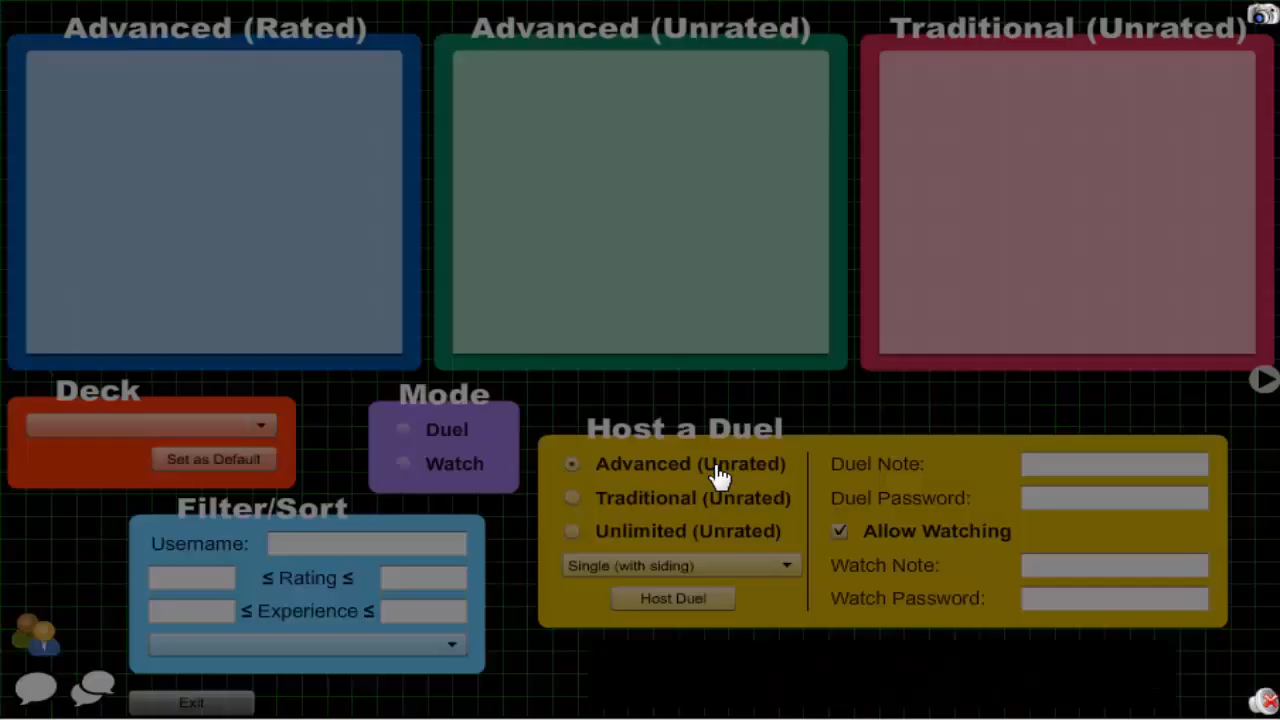 Advanced (Rated)
Advanced (Unrated)
Traditional (Unrated)
Deck
Set as Default
Mode
Duel
Watch
Filter/Sort
Username:
≤ Rating ≤
≤ Experience ≤
Exit
Host a Duel
Advanced (Unrated)
Traditional (Unrated)
Unlimited (Unrated)
Single (with siding)
Host Duel
Duel Note:
Duel Password:
Allow Watching
Watch Note:
Watch Password: